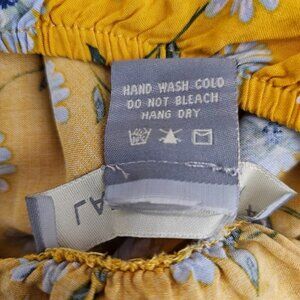 HAND WASH COLD
DO NOT BLEACH
HANG DRY